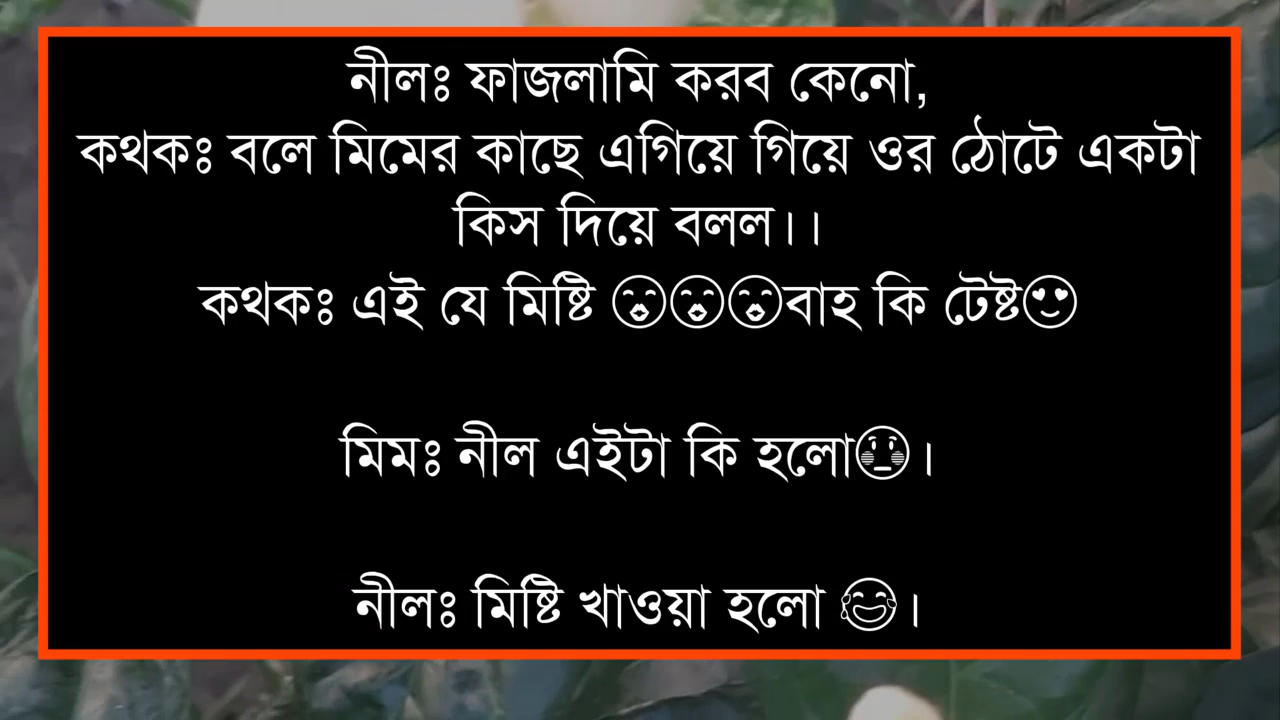 নীলঃ ফাজলামি করব কেনো,
কথকঃ বলে মিমের কাছে এগিয়ে গিয়ে ওর ঠোটে একটা
কিস দিয়ে বলল।।
কথকঃ এই যে মিষ্টি 😚😚😚বাহ কি টেষ্ট😍
মিমঃ নীল এইটা কি হলো😳।
নীলঃ মিষ্টি খাওয়া হলো 😂।